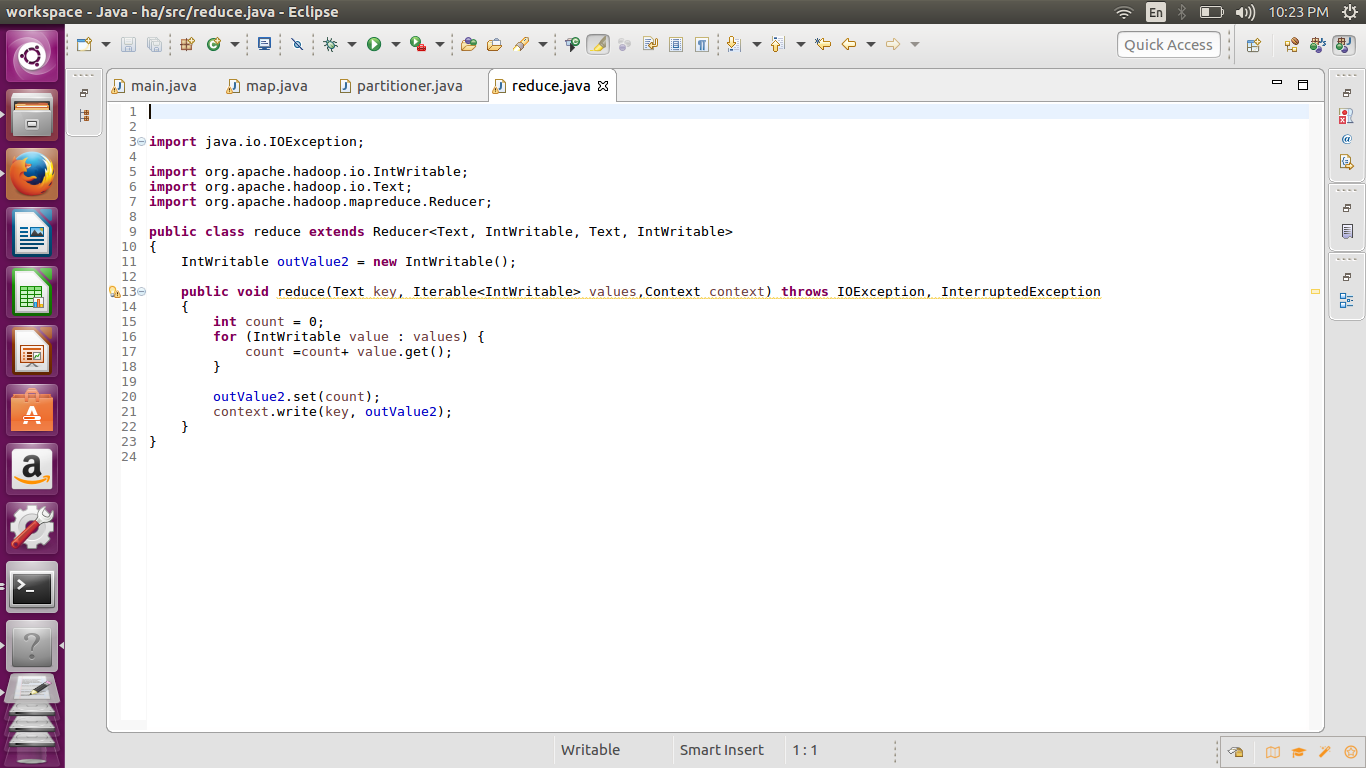 workspace - Java - ha/src/reduce.java - Eclipse
En
10:23 PM
Quick Access
main.java
map.java
partitioner.java
reduce.java
1
2
3 import java.io.IOException;
4
5 import org.apache.hadoop.io.IntWritable;
6 import org.apache.hadoop.io.Text;
7 import org.apache.hadoop.mapreduce.Reducer;
8
9 public class reduce extends Reducer<Text, IntWritable, Text, IntWritable>
10 {
11     IntWritable outValue2 = new IntWritable();
12
13     public void reduce(Text key, Iterable<IntWritable> values,Context context) throws IOException, InterruptedException
14     {
15         int count = 0;
16         for (IntWritable value : values) {
17             count =count+ value.get();
18         }
19
20         outValue2.set(count);
21         context.write(key, outValue2);
22     }
23 }
24
Writable
Smart Insert
1 : 1